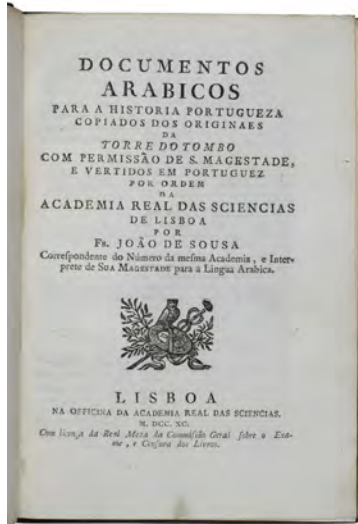 DOCUMENTOS
ARABICOS
PARA A HISTORIA PORTUGUEZA
COPIADOS DOS ORIGINAES
DA
TORRE DO TOMBO
COM PERMISSÃO DE S. MAGESTADE,
E VERTIDOS EM PORTUGUEZ
POR ORDEM
DA
ACADEMIA REAL DAS SCIENCIAS
DE LISBOA
POR
FR. JOÃO DE SOUSA
Correspondente do Número da mesma Academia, e Inter-
prete de SUA MAGESTADE para a Lingua Arabica.
LISBOA
NA OFFICINA DA ACADEMIA REAL DAS SCIENCIAS.
M. DCC. XC.
Com licença da Real Meza da Commissão Geral sobre o Exa-
me, e Censura dos Livros.